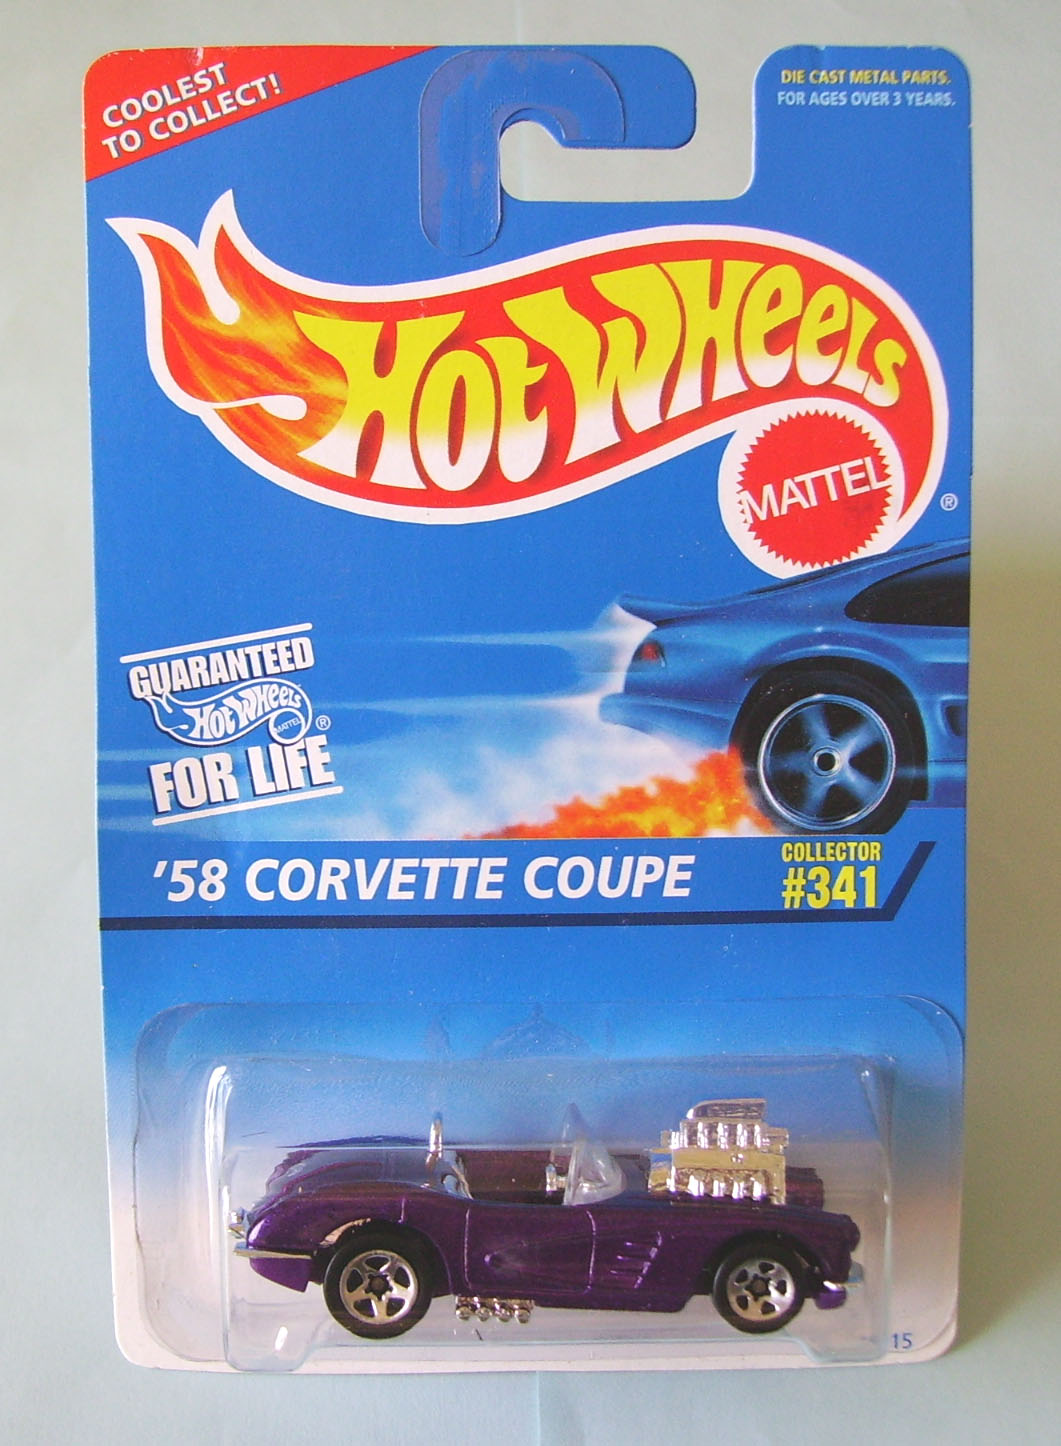 COOLEST
TO COLLECT!
DIE CAST METAL PARTS.
FOR AGES OVER 3 YEARS.
HOT WHEELS
MATTEL
®
GUARANTEED
HOT WHEELS
MATTEL
®
FOR LIFE
'58 CORVETTE COUPE
COLLECTOR
#341
15